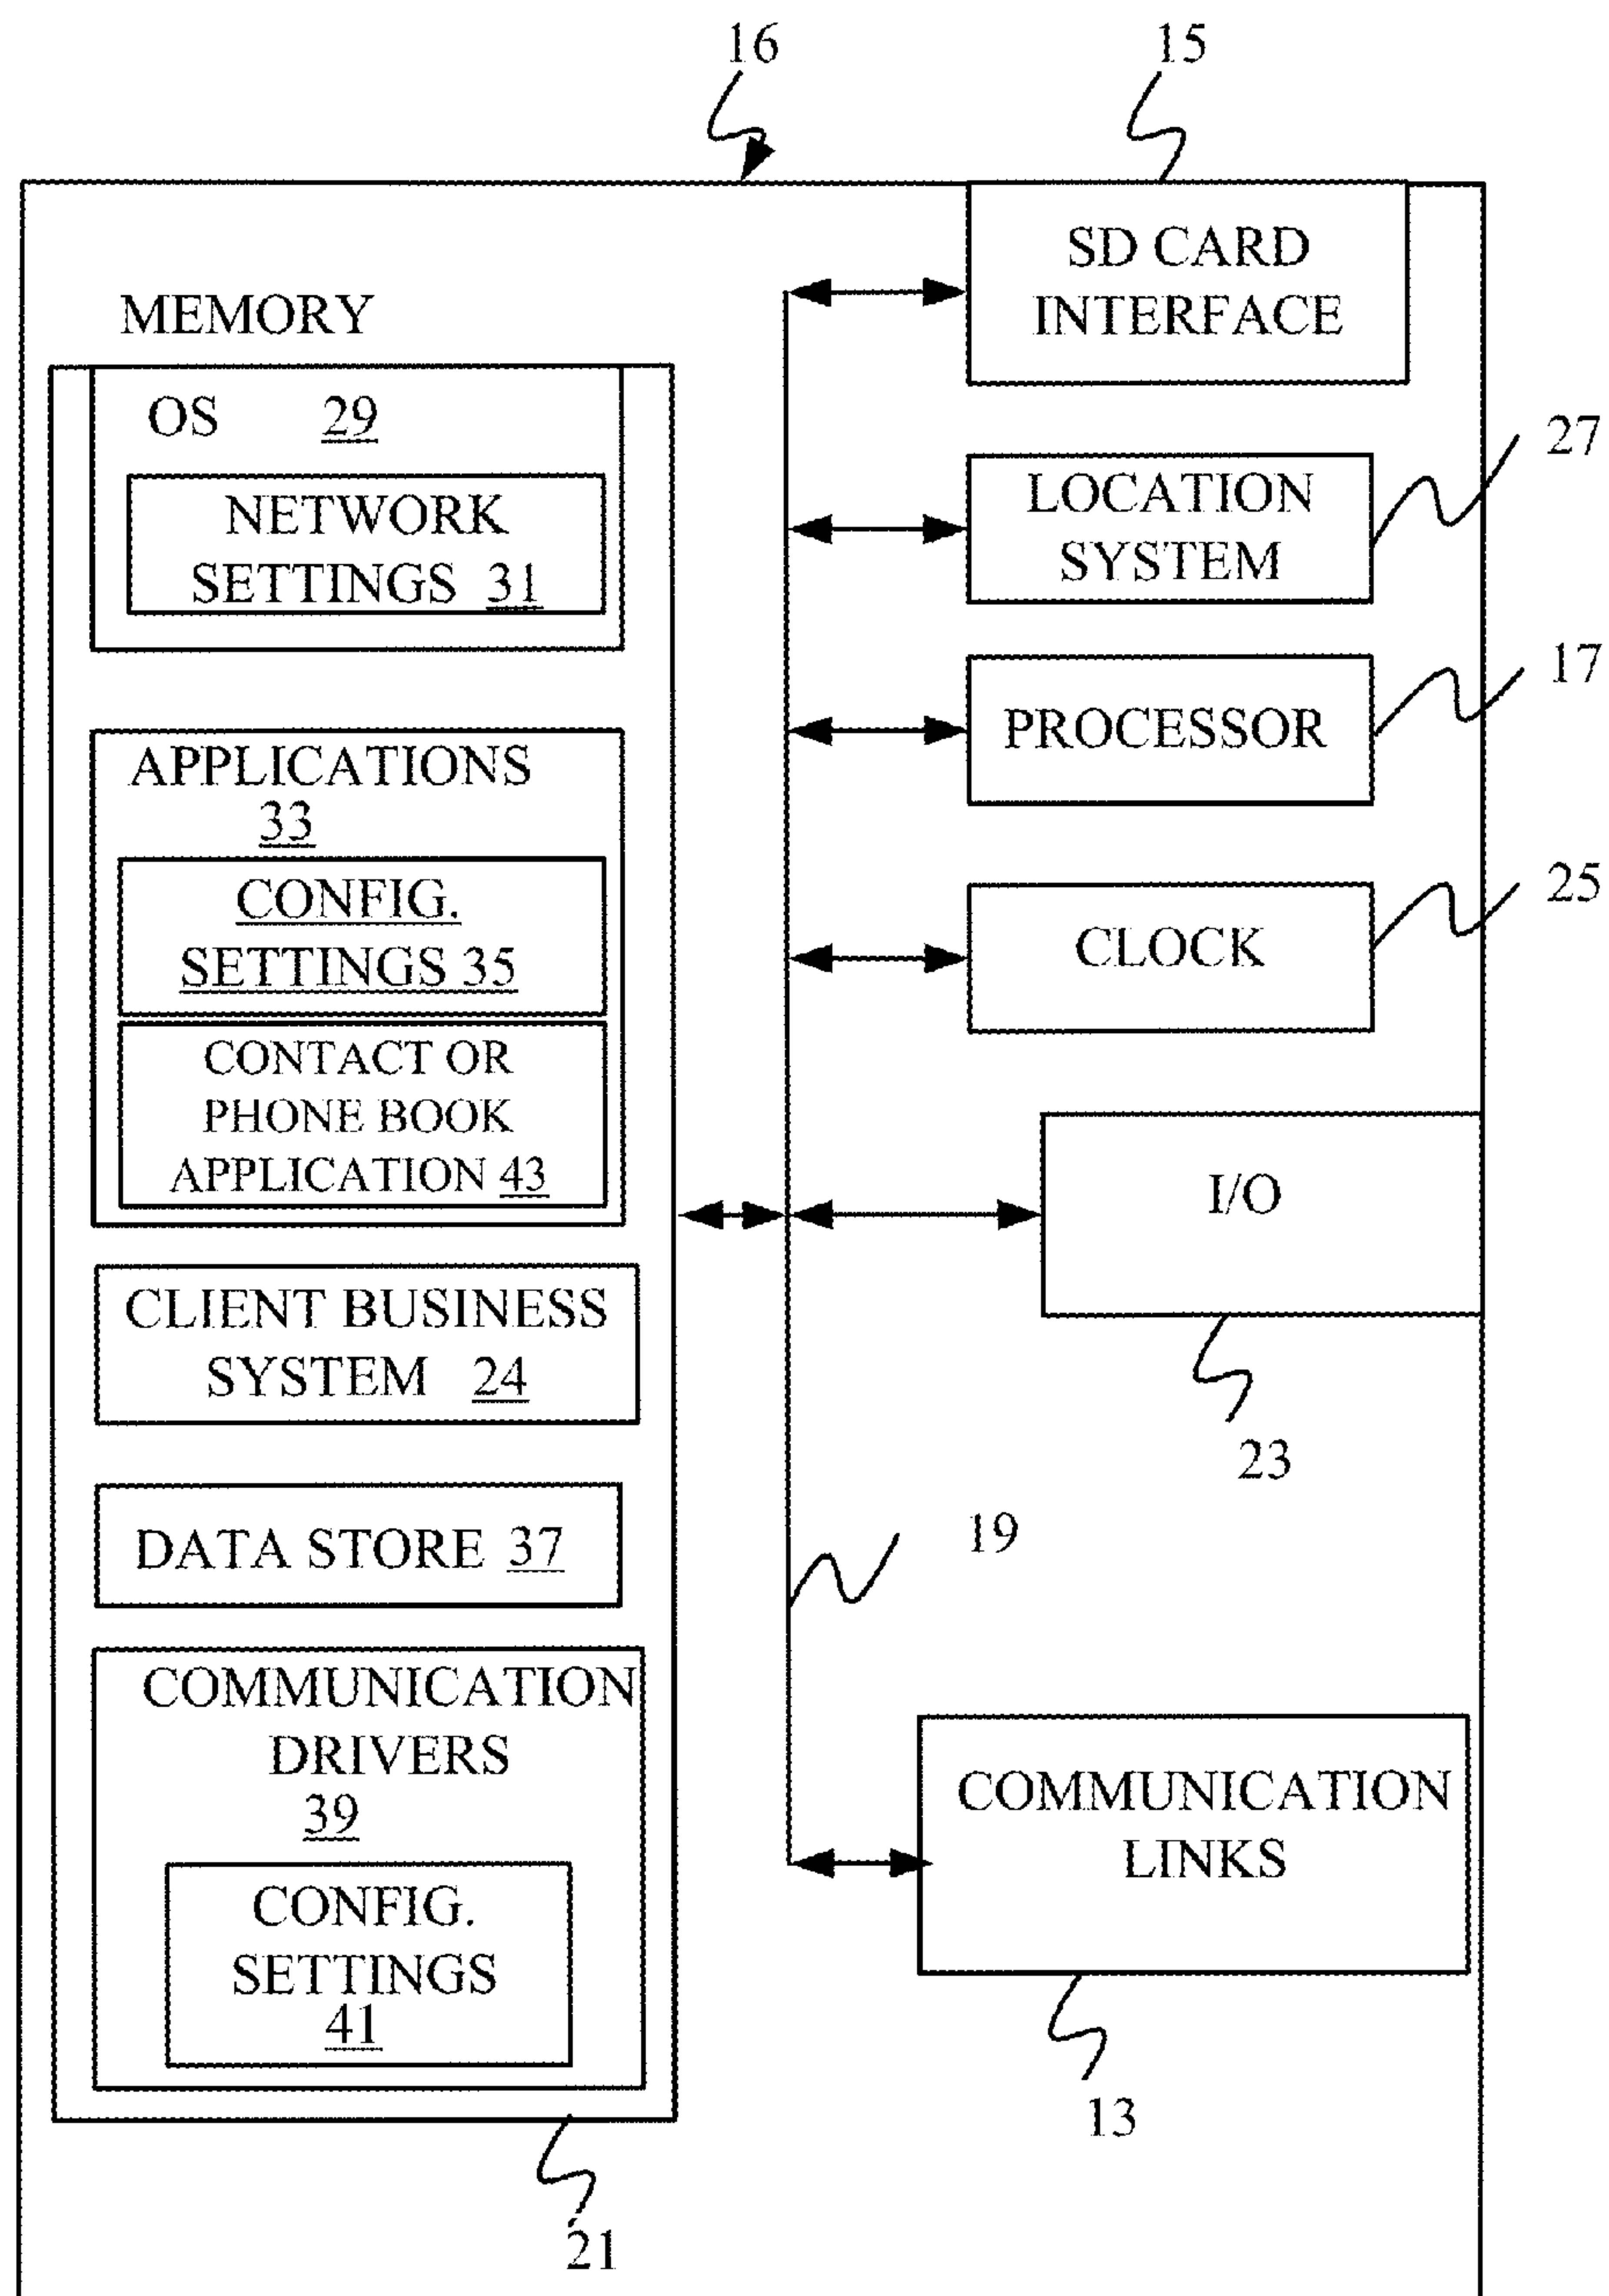 16
15
SD CARD
INTERFACE
MEMORY
OS 29
NETWORK
SETTINGS 31
27
LOCATION
SYSTEM
17
PROCESSOR
APPLICATIONS
33
CONFIG.
SETTINGS 35
25
CLOCK
CONTACT OR
PHONE BOOK
APPLICATION 43
I/O
CLIENT BUSINESS
SYSTEM 24
23
19
DATA STORE 37
COMMUNICATION
DRIVERS
39
COMMUNICATION
LINKS
CONFIG.
SETTINGS
41
13
21